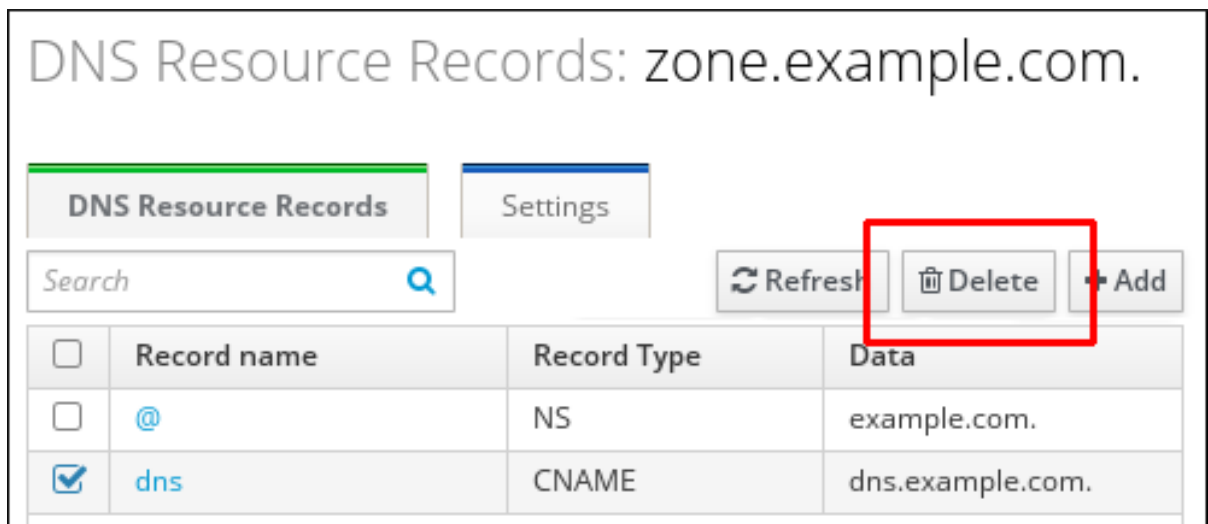 DNS Resource Records: zone.example.com.
DNS Resource Records Settings
Search Refresh Delete Add
Record name Record Type Data
@ NS example.com.
dns CNAME dns.example.com.